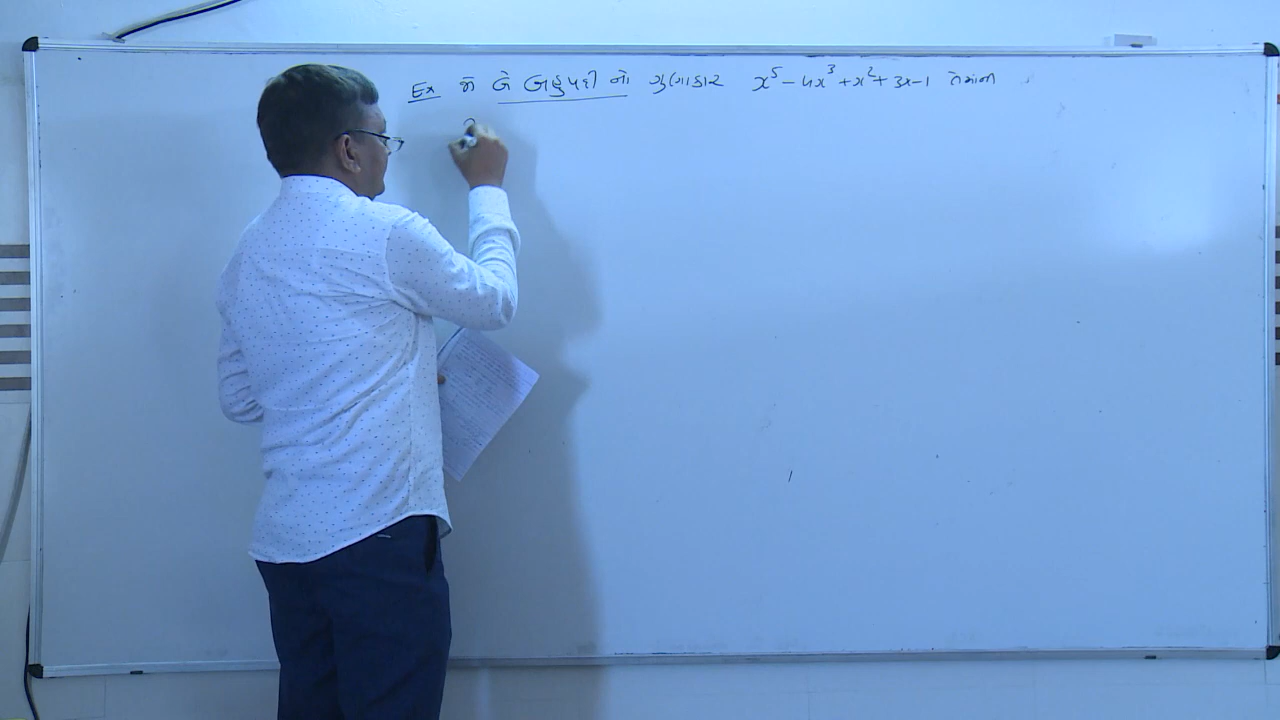 Ex જો બે બહુપદી નો ગુણાકાર x⁵ - 4x³ + x² + 3x - 1 તેમાની